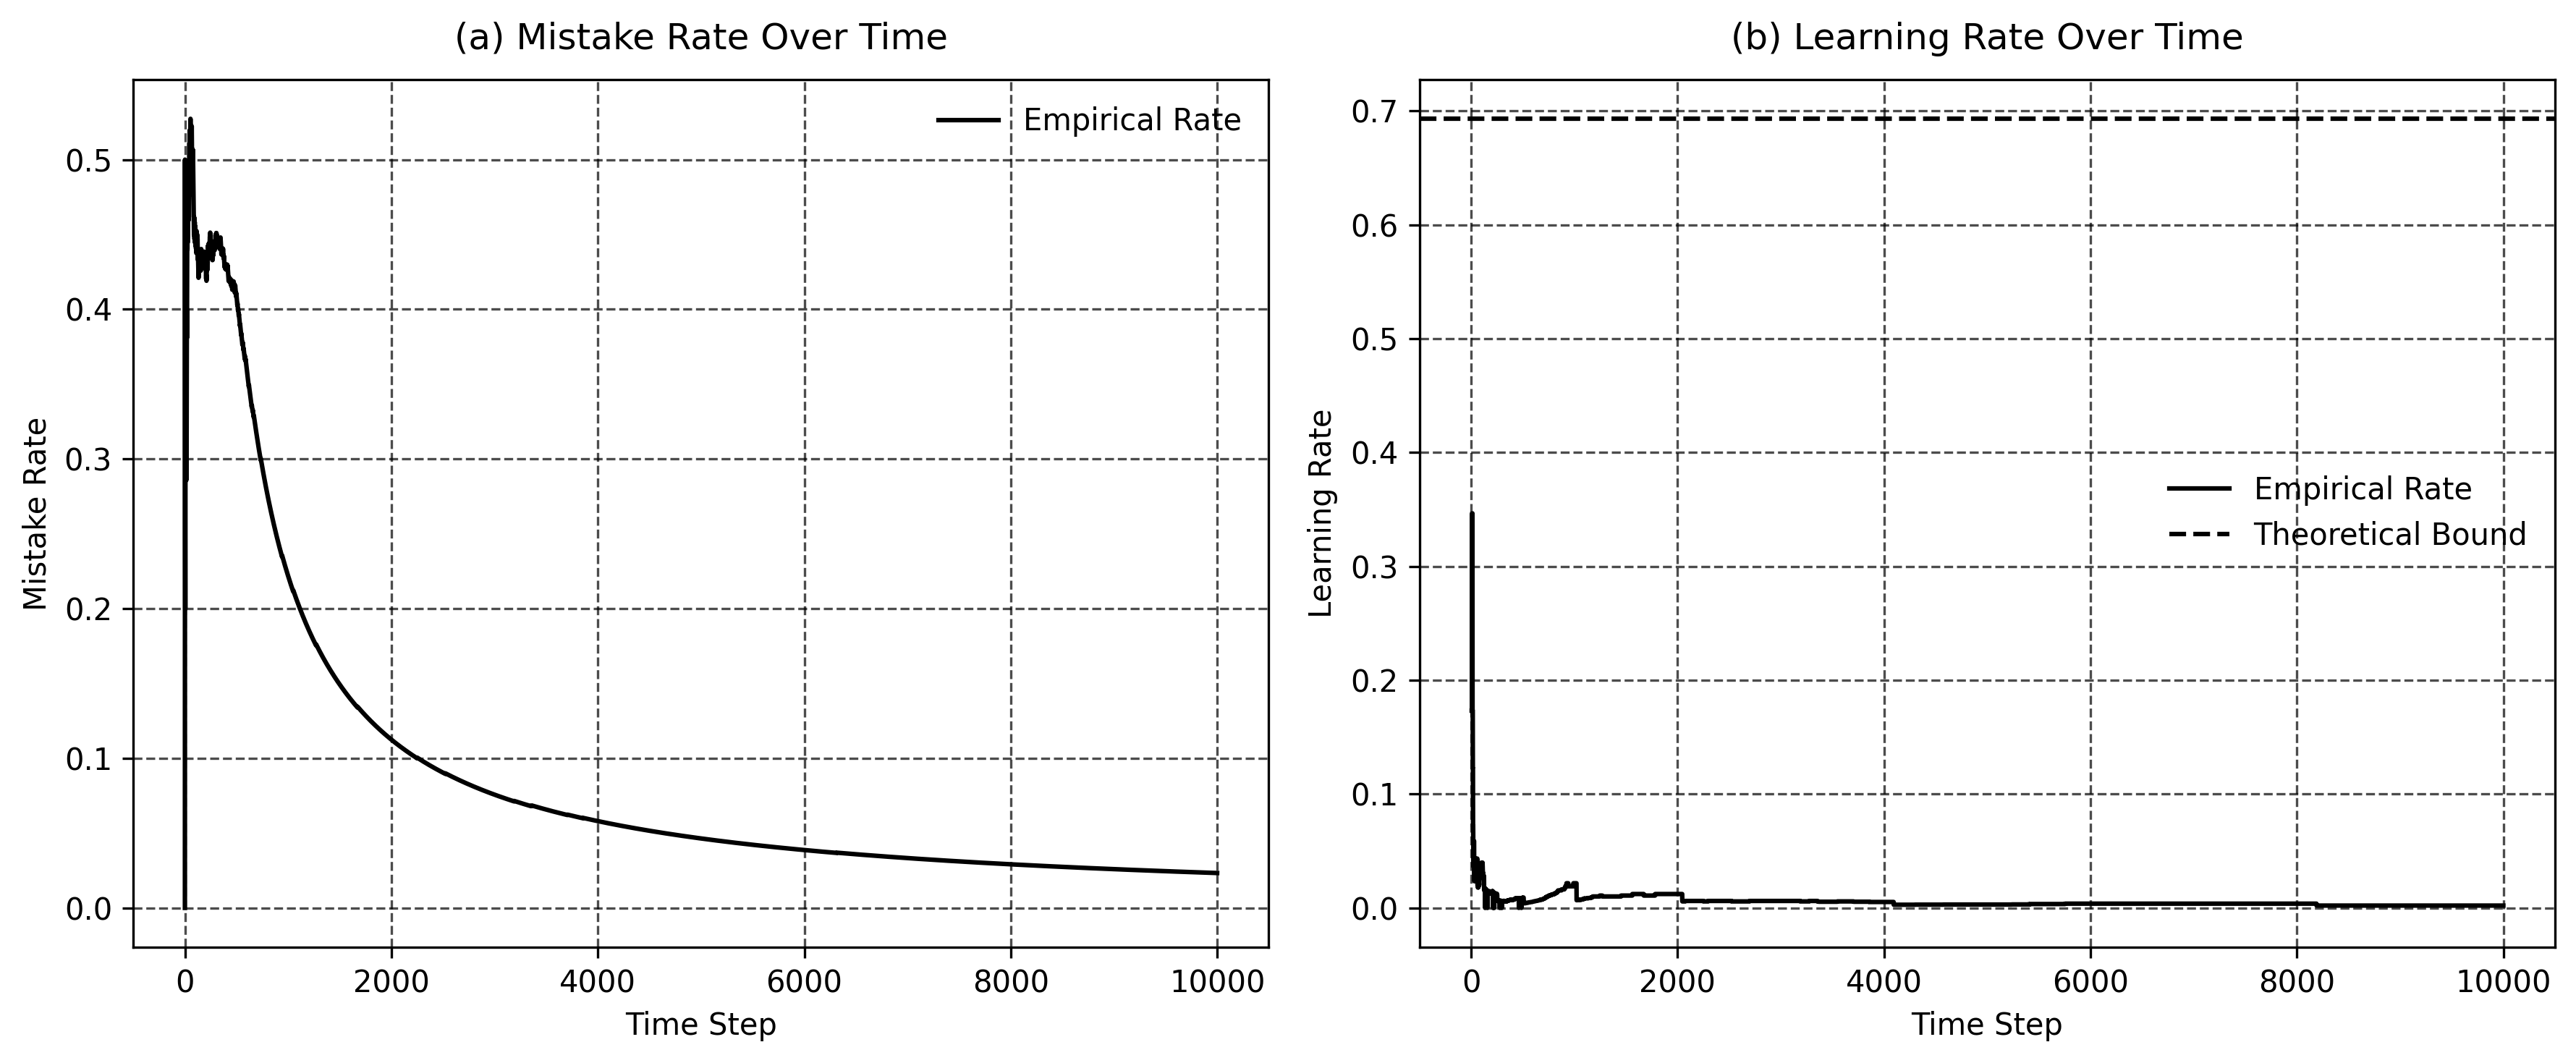 (a) Mistake Rate Over Time
Mistake Rate
0.5
0.4
0.3
0.2
0.1
0.0
0 2000 4000 6000 8000 10000
Time Step
Empirical Rate
(b) Learning Rate Over Time
Learning Rate
0.7
0.6
0.5
0.4
0.3
0.2
0.1
0.0
0 2000 4000 6000 8000 10000
Time Step
Empirical Rate
Theoretical Bound